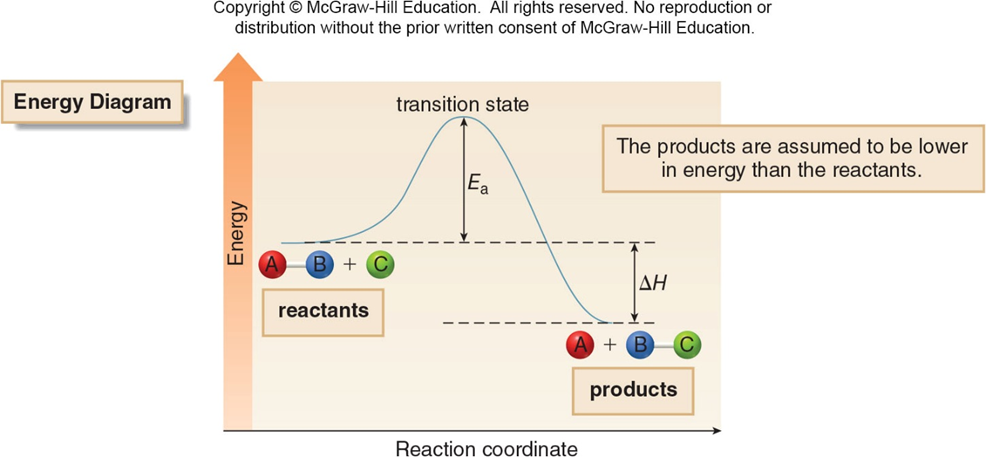 Copyright © McGraw-Hill Education.  All rights reserved. No reproduction or
distribution without the prior written consent of McGraw-Hill Education.
Energy Diagram
transition state
The products are assumed to be lower
in energy than the reactants.
Eₐ
Energy
A B + C
ΔH
reactants
A + B C
products
Reaction coordinate